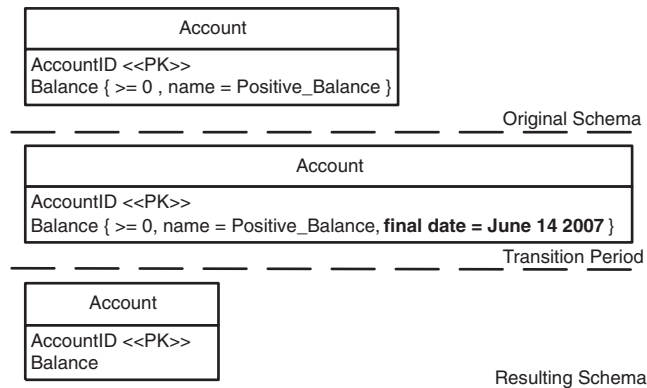 Account
AccountID <<PK>>
Balance { >= 0 , name = Positive_Balance }
Original Schema
Account
AccountID <<PK>>
Balance { >= 0, name = Positive_Balance, final date = June 14 2007 }
Transition Period
Account
AccountID <<PK>>
Balance
Resulting Schema